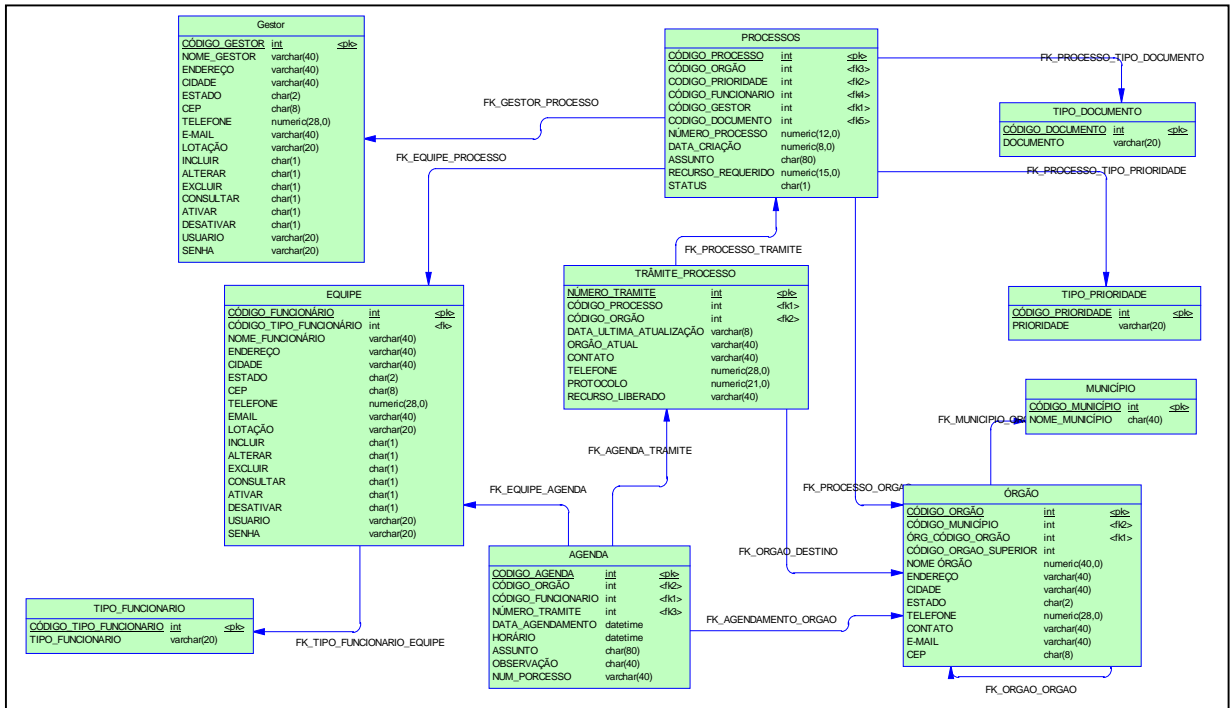 Gestor
CÓDIGO_GESTOR int <pk>
NOME_GESTOR varchar(40)
ENDEREÇO varchar(40)
CIDADE varchar(40)
ESTADO char(2)
CEP char(8)
TELEFONE numeric(28,0)
E-MAIL varchar(40)
LOTAÇÃO varchar(20)
INCLUIR char(1)
ALTERAR char(1)
EXCLUIR char(1)
CONSULTAR char(1)
ATIVAR char(1)
DESATIVAR char(1)
USUARIO varchar(20)
SENHA varchar(20)
PROCESSOS
CÓDIGO_PROCESSO int <pk>
CÓDIGO_ORGÃO int <fk3>
CÓDIGO_PRIORIDADE int <fk2>
CÓDIGO_FUNCIONARIO int <fk4>
CÓDIGO_GESTOR int <fk1>
CODIGO_DOCUMENTO int <fk5>
NÚMERO_PROCESSO numeric(12,0)
DATA_CRIAÇÃO numeric(8,0)
ASSUNTO char(80)
RECURSO_REQUERIDO numeric(15,0)
STATUS char(1)
FK_PROCESSO_TIPO_DOCUMENTO
TIPO_DOCUMENTO
CÓDIGO_DOCUMENTO int <pk>
DOCUMENTO varchar(20)
FK_GESTOR_PROCESSO
FK_EQUIPE_PROCESSO
FK_PROCESSO_TIPO_PRIORIDADE
FK_PROCESSO_TRAMITE
TRÂMITE_PROCESSO
NÚMERO_TRAMITE int <pk>
CÓDIGO_PROCESSO int <fk1>
CÓDIGO_ORGÃO int <fk2>
DATA_ULTIMA_ATUALIZAÇÃO varchar(8)
ORGÃO_ATUAL varchar(40)
CONTATO varchar(40)
TELEFONE numeric(28,0)
PROTOCOLO numeric(21,0)
RECURSO_LIBERADO varchar(40)
TIPO_PRIORIDADE
CÓDIGO_PRIORIDADE int <pk>
PRIORIDADE varchar(20)
EQUIPE
CÓDIGO_FUNCIONÁRIO int <pk>
CÓDIGO_TIPO_FUNCIONÁRIO int <fk>
NOME_FUNCIONÁRIO varchar(40)
ENDEREÇO varchar(40)
CIDADE varchar(40)
ESTADO char(2)
CEP char(8)
TELEFONE numeric(28,0)
EMAIL varchar(40)
LOTAÇÃO varchar(20)
INCLUIR char(1)
ALTERAR char(1)
EXCLUIR char(1)
CONSULTAR char(1)
ATIVAR char(1)
DESATIVAR char(1)
USUARIO varchar(20)
SENHA varchar(20)
MUNICÍPIO
CÓDIGO_MUNICÍPIO int <pk>
NOME_MUNICÍPIO char(40)
FK_MUNICIPIO_ORG
FK_AGENDA_TRAMITE
FK_EQUIPE_AGENDA
FK_PROCESSO_ORGAO
FK_ORGAO_DESTINO
ÓRGÃO
CÓDIGO_ORGÃO int <pk>
CÓDIGO_MUNICÍPIO int <fk2>
ÓRG_CÓDIGO_ORGÃO int <fk1>
CÓDIGO_ORGAO_SUPERIOR int
NOME ÓRGÃO numeric(40,0)
ENDEREÇO varchar(40)
CIDADE varchar(40)
ESTADO char(2)
TELEFONE numeric(28,0)
CONTATO varchar(40)
E-MAIL varchar(40)
CEP char(8)
AGENDA
CODIGO_AGENDA int <pk>
CÓDIGO_ORGÃO int <fk2>
CÓDIGO_FUNCIONARIO int <fk1>
NÚMERO_TRAMITE int <fk3>
DATA_AGENDAMENTO datetime
HORÁRIO datetime
ASSUNTO char(80)
OBSERVAÇÃO char(40)
NUM_PORCESSO varchar(40)
FK_AGENDAMENTO_ORGAO
TIPO_FUNCIONARIO
CÓDIGO_TIPO_FUNCIONARIO int <pk>
TIPO_FUNCIONARIO varchar(20)
FK_TIPO_FUNCIONARIO_EQUIPE
FK_ORGAO_ORGAO